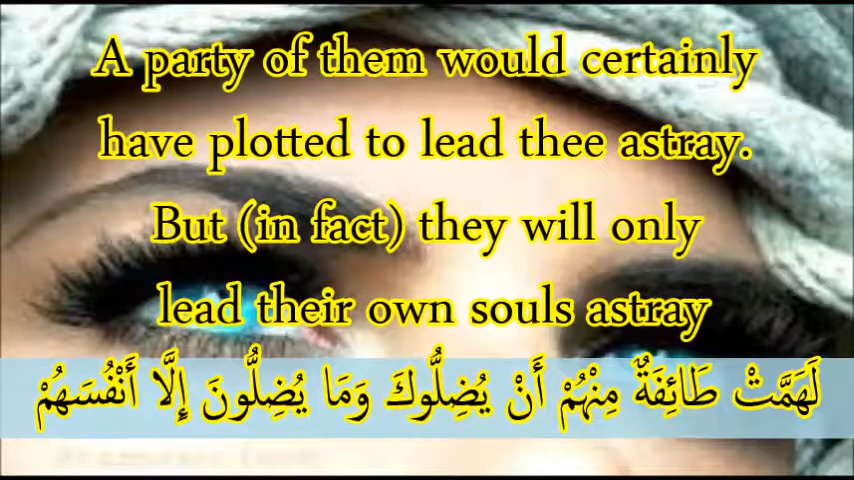 A party of them would certainly
have plotted to lead thee astray.
But (in fact) they will only
lead their own souls astray
لَهَمَّتْ طَائِفَةٌ مِنْهُمْ أَنْ يُضِلُّوكَ وَمَا يُضِلُّونَ إِلَّا أَنْفُسَهُمْ